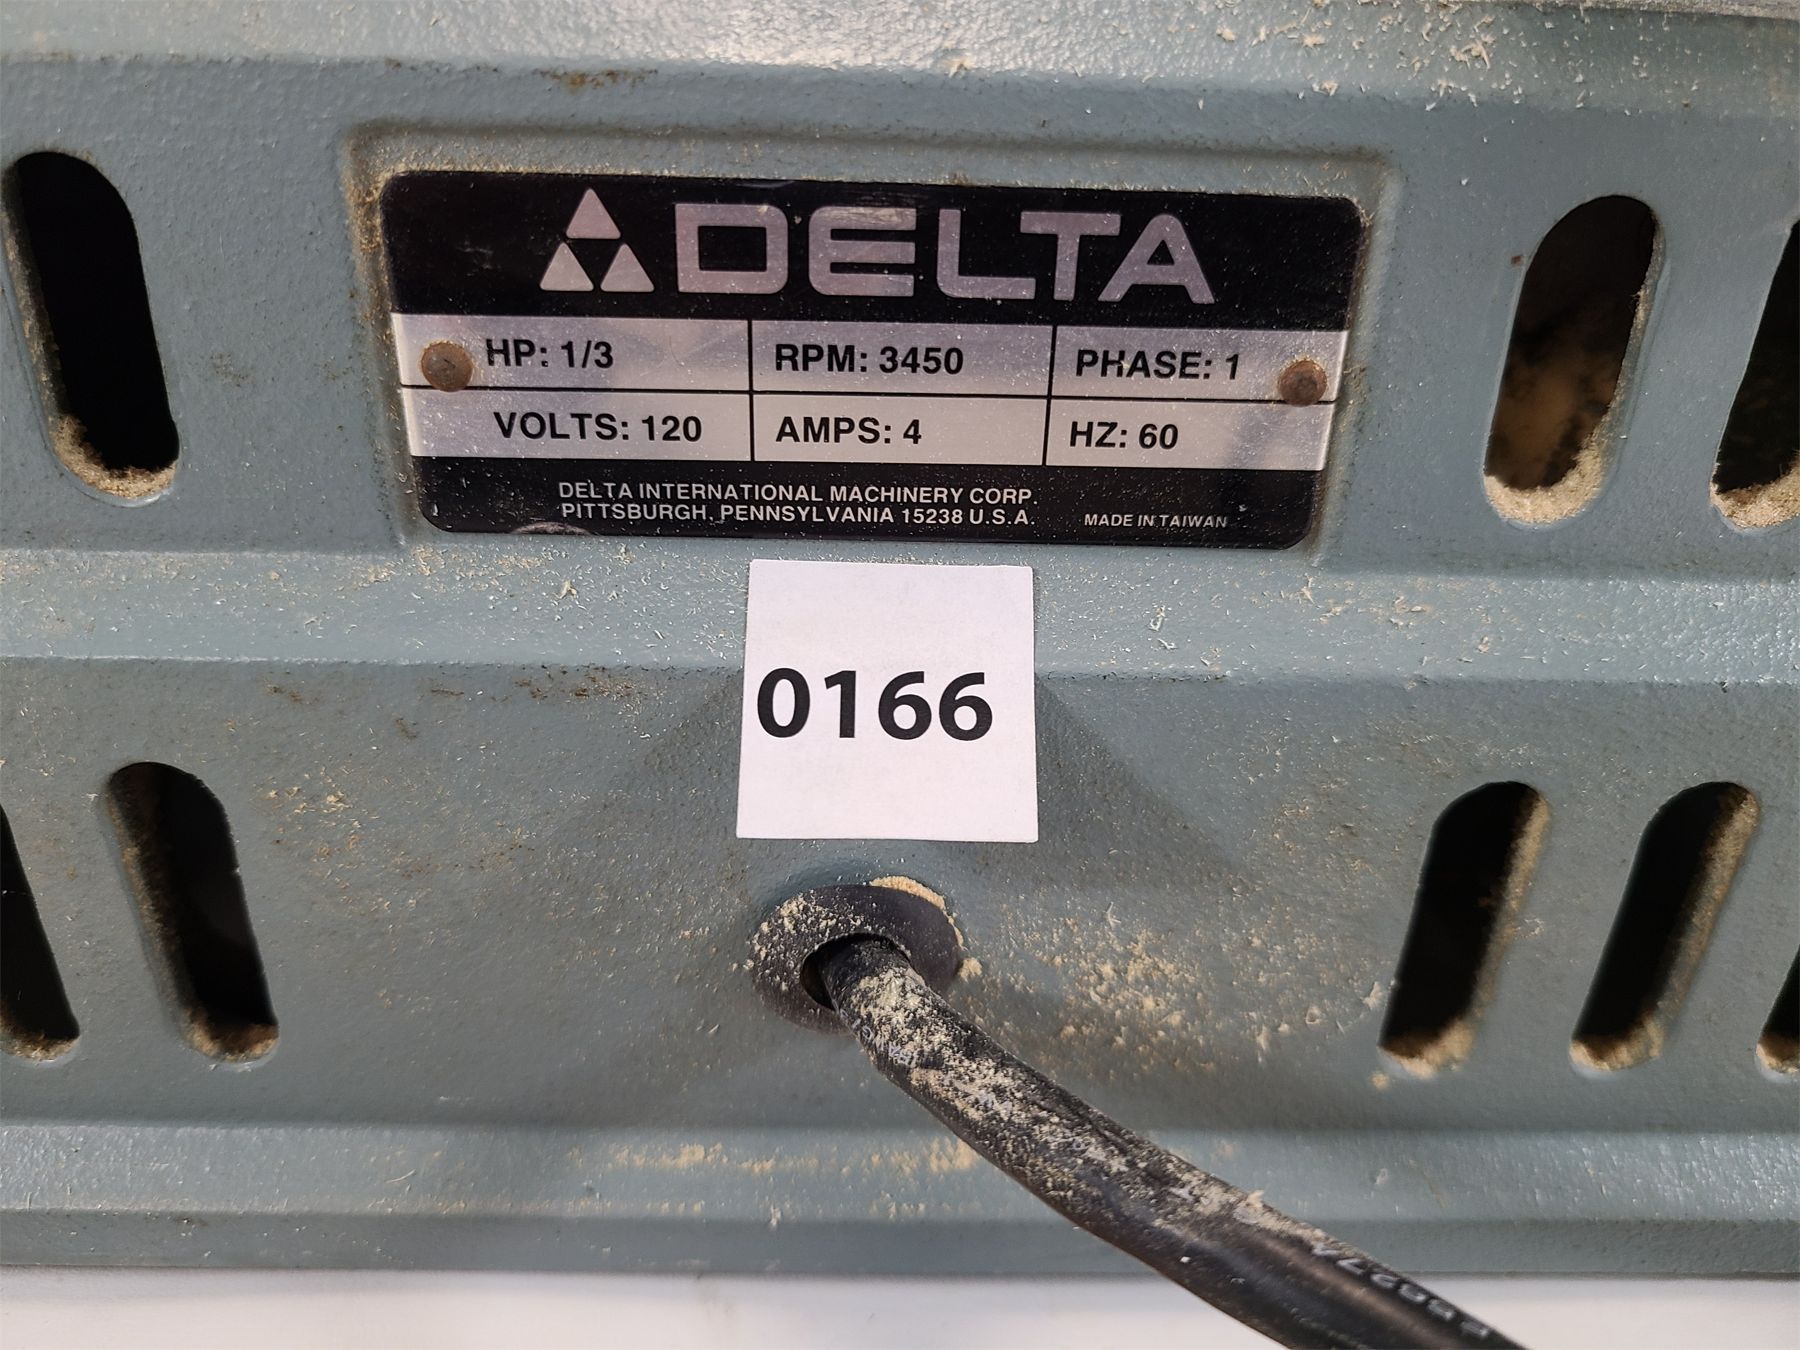 DELTA
HP: 1/3 RPM: 3450 PHASE: 1
VOLTS: 120 AMPS: 4 HZ: 60
DELTA INTERNATIONAL MACHINERY CORP.
PITTSBURGH, PENNSYLVANIA 15238 U.S.A. MADE IN TAIWAN
0166